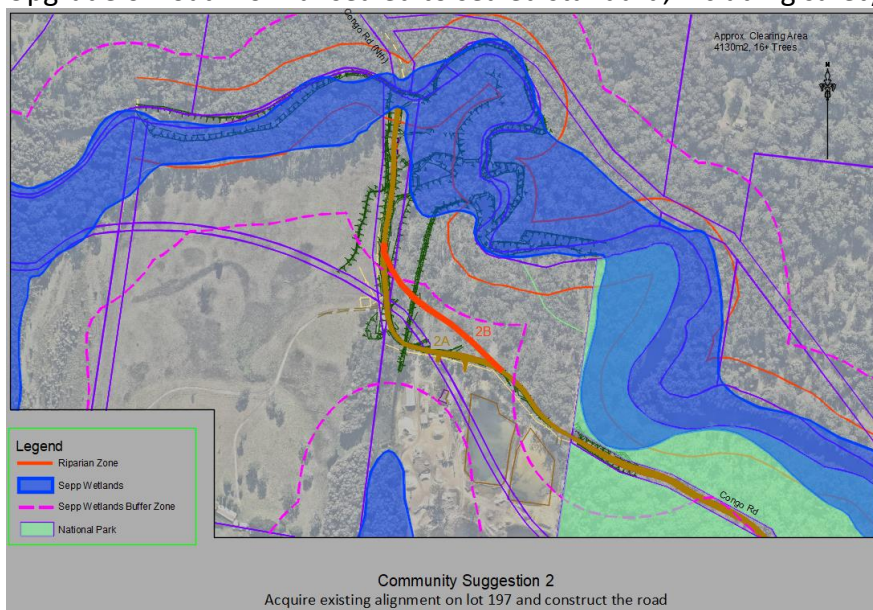 Congo Rd (Nth)
Approx. Clearing Area
4130m2, 16+ Trees
N
2A
2B
Congo Rd
Legend
Riparian Zone
Sepp Wetlands
Sepp Wetlands Buffer Zone
National Park
Community Suggestion 2
Acquire existing alignment on lot 197 and construct the road